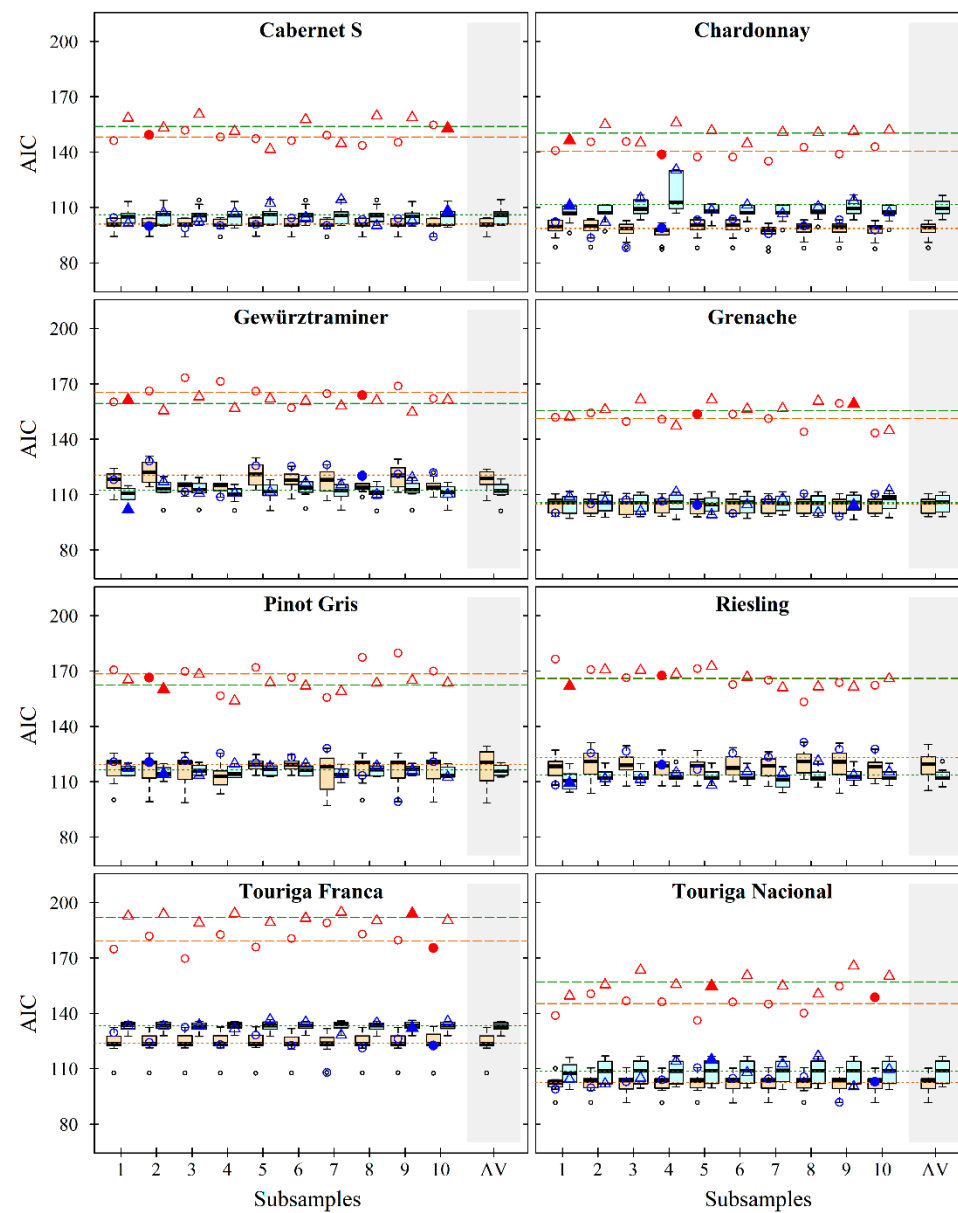 Cabernet S
Chardonnay
AIC
200
170
140
110
80
Gewürztraminer
Grenache
AIC
200
170
140
110
80
Pinot Gris
Riesling
AIC
200
170
140
110
80
Touriga Franca
Touriga Nacional
AIC
200
170
140
110
80
1 2 3 4 5 6 7 8 9 10 ΛV
1 2 3 4 5 6 7 8 9 10 ΛV
Subsamples
Subsamples